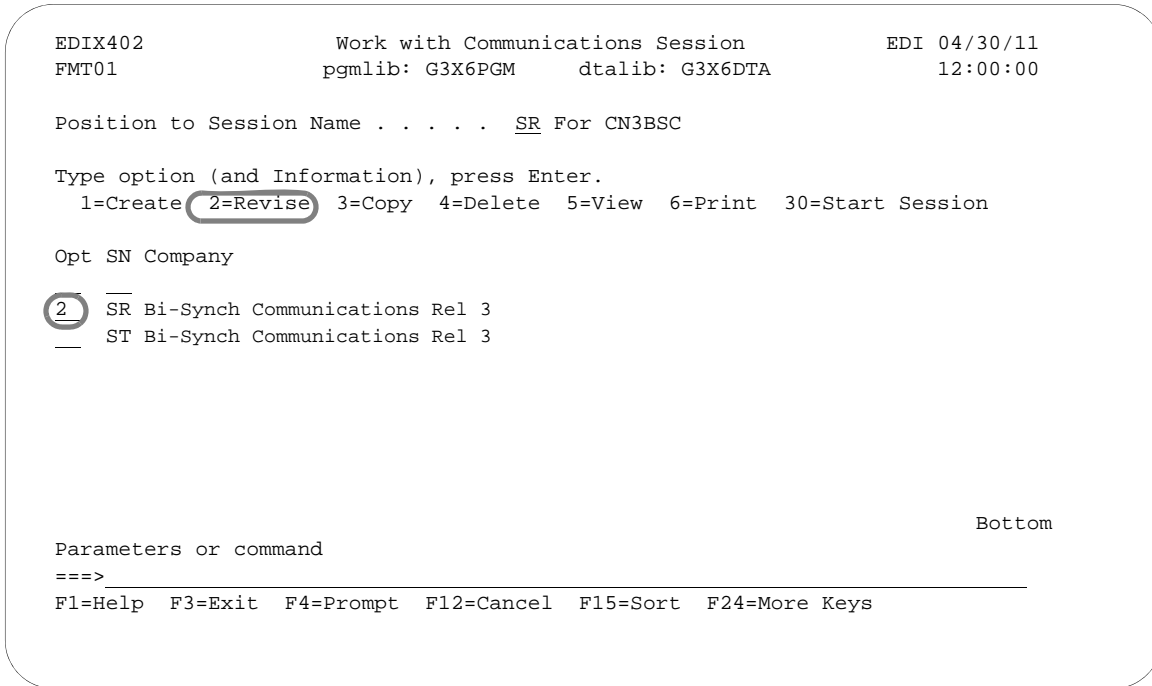 EDIX402 Work with Communications Session EDI 04/30/11
FMT01 pgmlib: G3X6PGM dtalib: G3X6DTA 12:00:00
Position to Session Name . . . . . SR For CN3BSC
Type option (and Information), press Enter.
1=Create 2=Revise 3=Copy 4=Delete 5=View 6=Print 30=Start Session
Opt SN Company
2 SR Bi-Synch Communications Rel 3
ST Bi-Synch Communications Rel 3
Bottom
Parameters or command
===>
F1=Help F3=Exit F4=Prompt F12=Cancel F15=Sort F24=More Keys